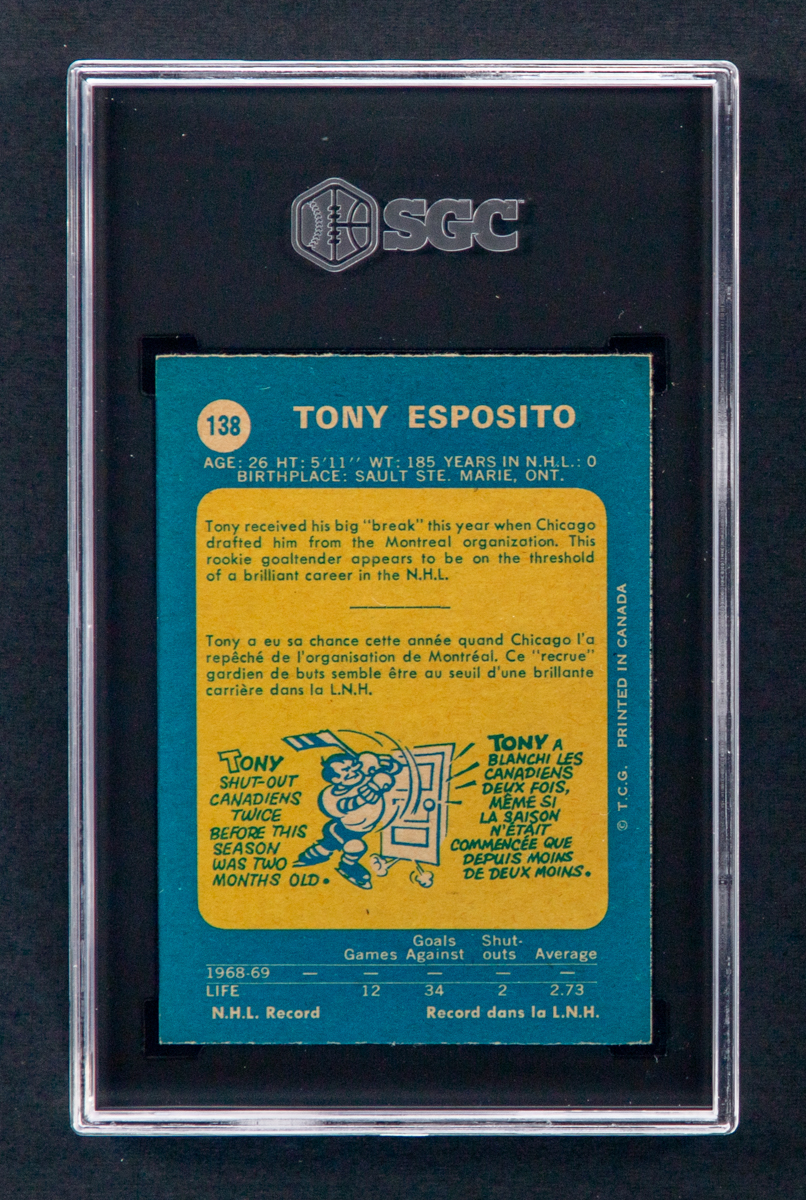 SGC
138
TONY ESPOSITO
AGE: 26 HT: 5'11'' WT: 185 YEARS IN N.H.L.: 0
BIRTHPLACE: SAULT STE. MARIE, ONT.
Tony received his big "break" this year when Chicago
drafted him from the Montreal organization. This
rookie goaltender appears to be on the threshold
of a brilliant career in the N.H.L.
Tony a eu sa chance cette année quand Chicago l'a
repêché de l'organisation de Montréal. Ce "recrue"
gardien de buts semble être au seuil d'une brillante
carrière dans la L.N.H.
TONY
SHUT-OUT
CANADIENS
TWICE
BEFORE THIS
SEASON
WAS TWO
MONTHS OLD.
TONY A
BLANCHI LES
CANADIENS
DEUX FOIS,
MÊME SI
LA SAISON
N'ÉTAIT
COMMENCÉE QUE
DEPUIS MOINS
DE DEUX MOINS.
© T.C.G. PRINTED IN CANADA
Games Goals Against Shut-outs Average
1968-69 — — — — —
LIFE 12 34 2 2.73
N.H.L. Record Record dans la L.N.H.